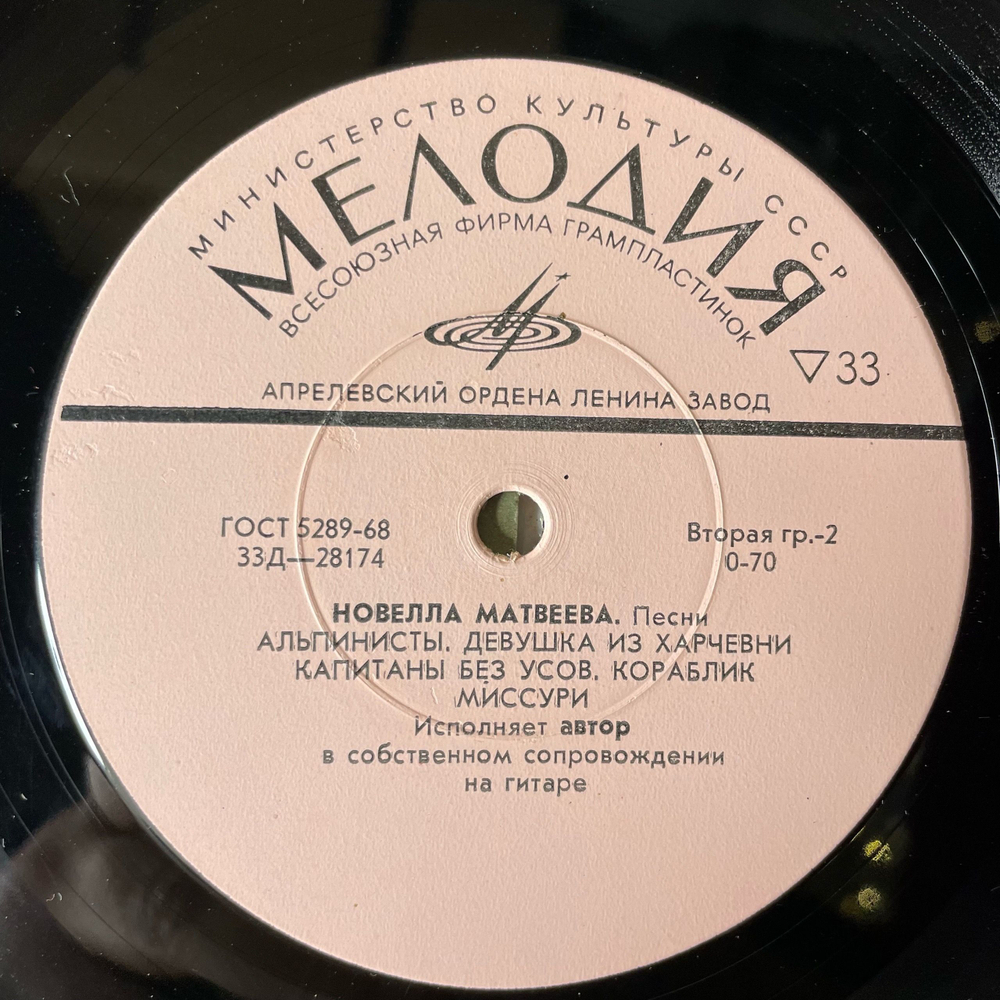 МИНИСТЕРСТВО КУЛЬТУРЫ СССР
МЕЛОДИЯ
ВСЕСОЮЗНАЯ ФИРМА ГРАМПЛАСТИНОК
▽33
АПРЕЛЕВСКИЙ ОРДЕНА ЛЕНИНА ЗАВОД
ГОСТ 5289-68
33Д—28174
Вторая гр.-2
0-70
НОВЕЛЛА МАТВЕЕВА. Песни
АЛЬПИНИСТЫ. ДЕВУШКА ИЗ ХАРЧЕВНИ
КАПИТАНЫ БЕЗ УСОВ. КОРАБЛИК
МИССУРИ
Исполняет автор
в собственном сопровождении
на гитаре